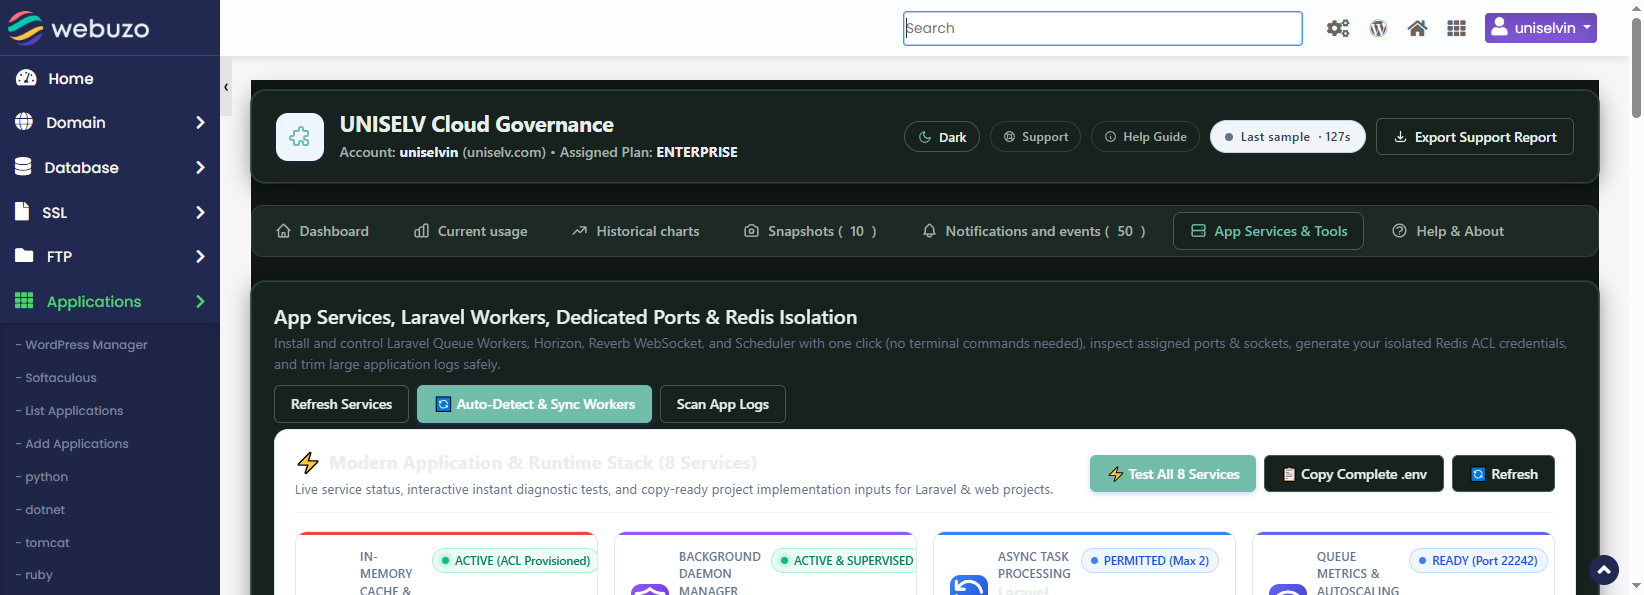 webuzo
Search
uniselvin
Home
Domain
Database
SSL
FTP
Applications
- WordPress Manager
- Softaculous
- List Applications
- Add Applications
- python
- dotnet
- tomcat
- ruby
UNISELV Cloud Governance
Account: uniselvin (uniselv.com) • Assigned Plan: ENTERPRISE
Dark
Support
Help Guide
Last sample · 127s
Export Support Report
Dashboard
Current usage
Historical charts
Snapshots ( 10 )
Notifications and events ( 50 )
App Services & Tools
Help & About
App Services, Laravel Workers, Dedicated Ports & Redis Isolation
Install and control Laravel Queue Workers, Horizon, Reverb WebSocket, and Scheduler with one click (no terminal commands needed), inspect assigned ports & sockets, generate your isolated Redis ACL credentials,
and trim large application logs safely.
Refresh Services
Auto-Detect & Sync Workers
Scan App Logs
Modern Application & Runtime Stack (8 Services)
Live service status, interactive instant diagnostic tests, and copy-ready project implementation inputs for Laravel & web projects.
Test All 8 Services
Copy Complete .env
Refresh
IN-
MEMORY
CACHE &
ACTIVE (ACL Provisioned)
BACKGROUND
DAEMON
MANAGER
ACTIVE & SUPERVISED
ASYNC TASK
PROCESSING
Laravel
PERMITTED (Max 2)
QUEUE
METRICS &
AUTOSCALING
READY (Port 22242)